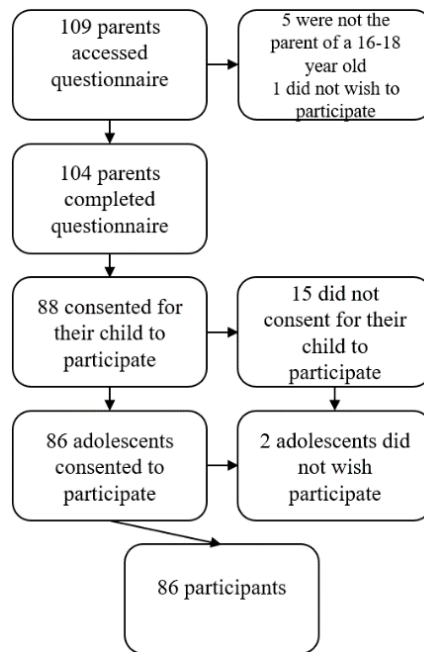 109 parents
accessed
questionnaire
5 were not the
parent of a 16-18
year old
1 did not wish to
participate
104 parents
completed
questionnaire
88 consented for
their child to
participate
15 did not
consent for their
child to
participate
86 adolescents
consented to
participate
2 adolescents did
not wish
participate
86 participants